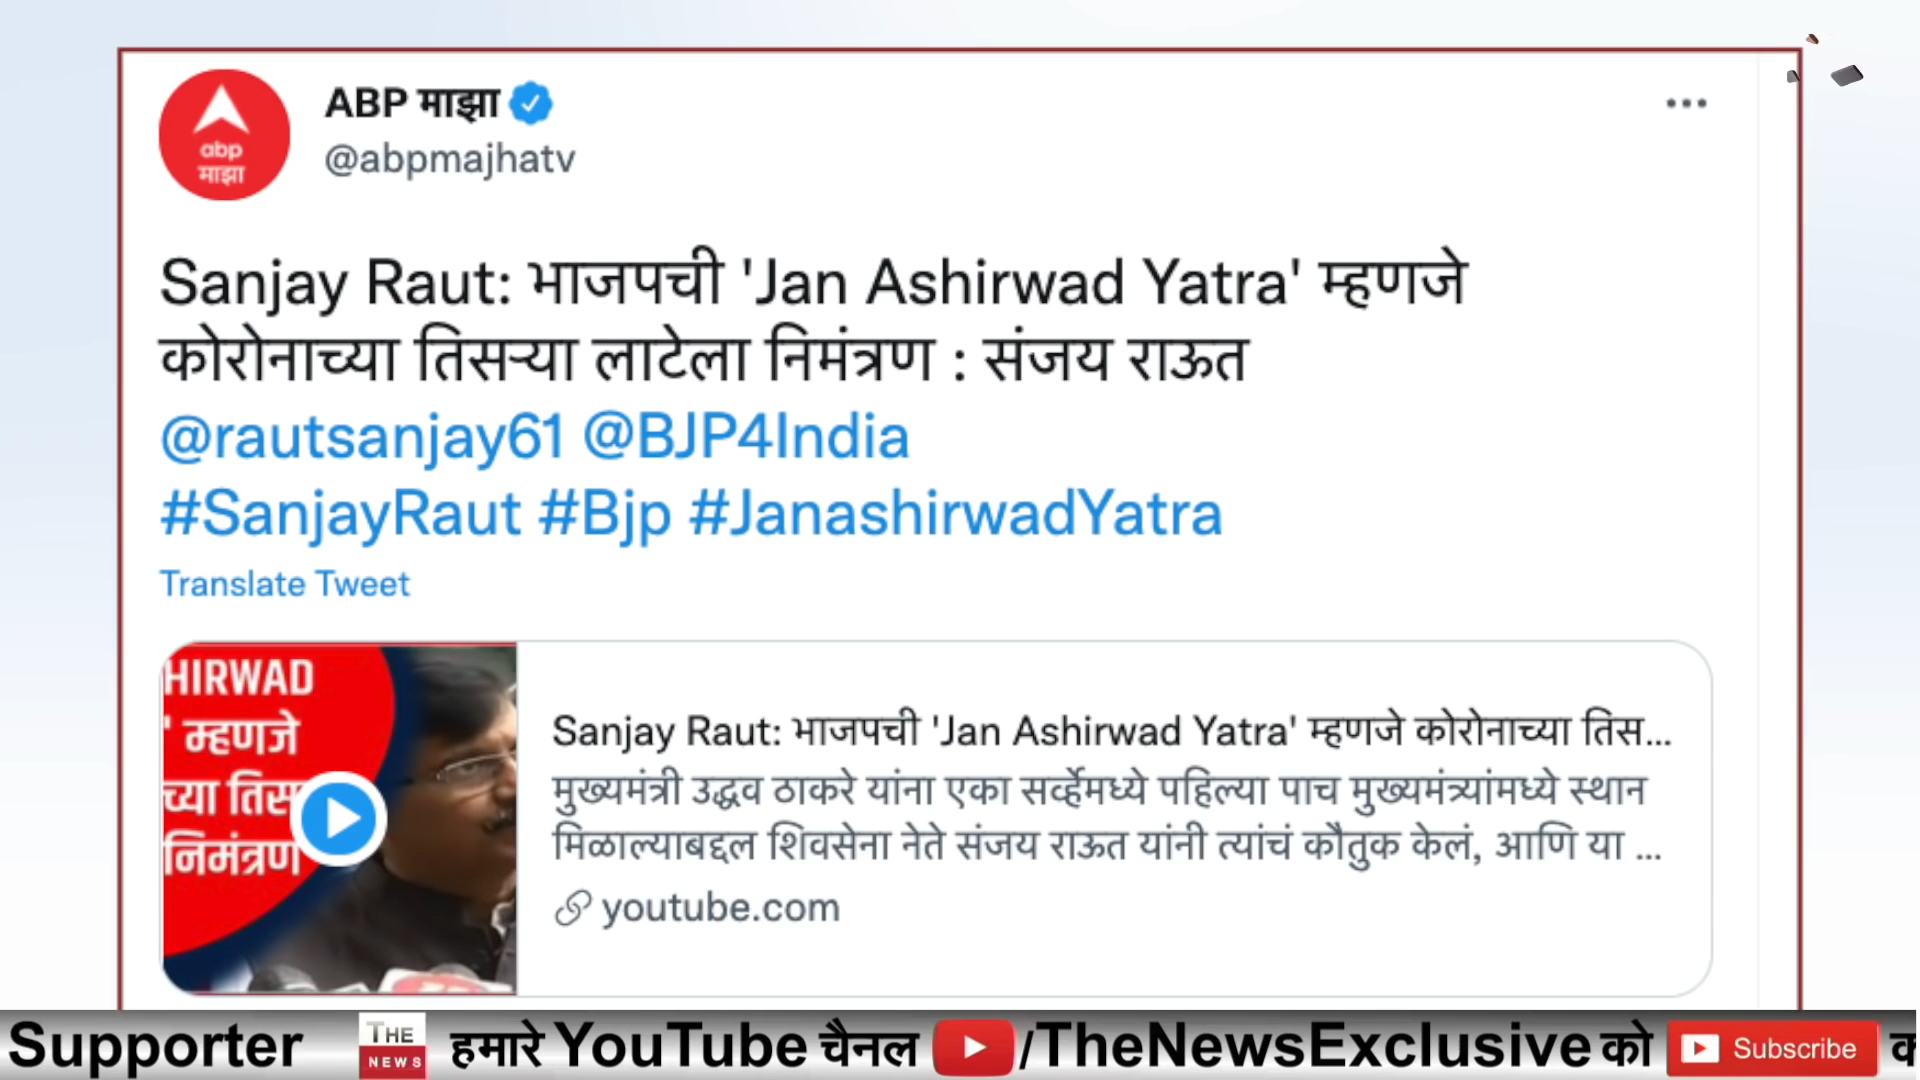 abp
माझा
ABP माझा
@abpmajhatv
Sanjay Raut: भाजपची 'Jan Ashirwad Yatra' म्हणजे
कोरोनाच्या तिसऱ्या लाटेला निमंत्रण : संजय राऊत
@rautsanjay61 @BJP4India
#SanjayRaut #Bjp #JanashirwadYatra
Translate Tweet
HIRWAD
' म्हणजे
च्या तिस
निमंत्रण
Sanjay Raut: भाजपची 'Jan Ashirwad Yatra' म्हणजे कोरोनाच्या तिस...
मुख्यमंत्री उद्धव ठाकरे यांना एका सर्व्हेमध्ये पहिल्या पाच मुख्यमंत्र्यांमध्ये स्थान
मिळाल्याबद्दल शिवसेना नेते संजय राऊत यांनी त्यांचं कौतुक केलं, आणि या ...
youtube.com
Supporter THE NEWS हमारे YouTube चैनल /TheNewsExclusive को Subscribe क